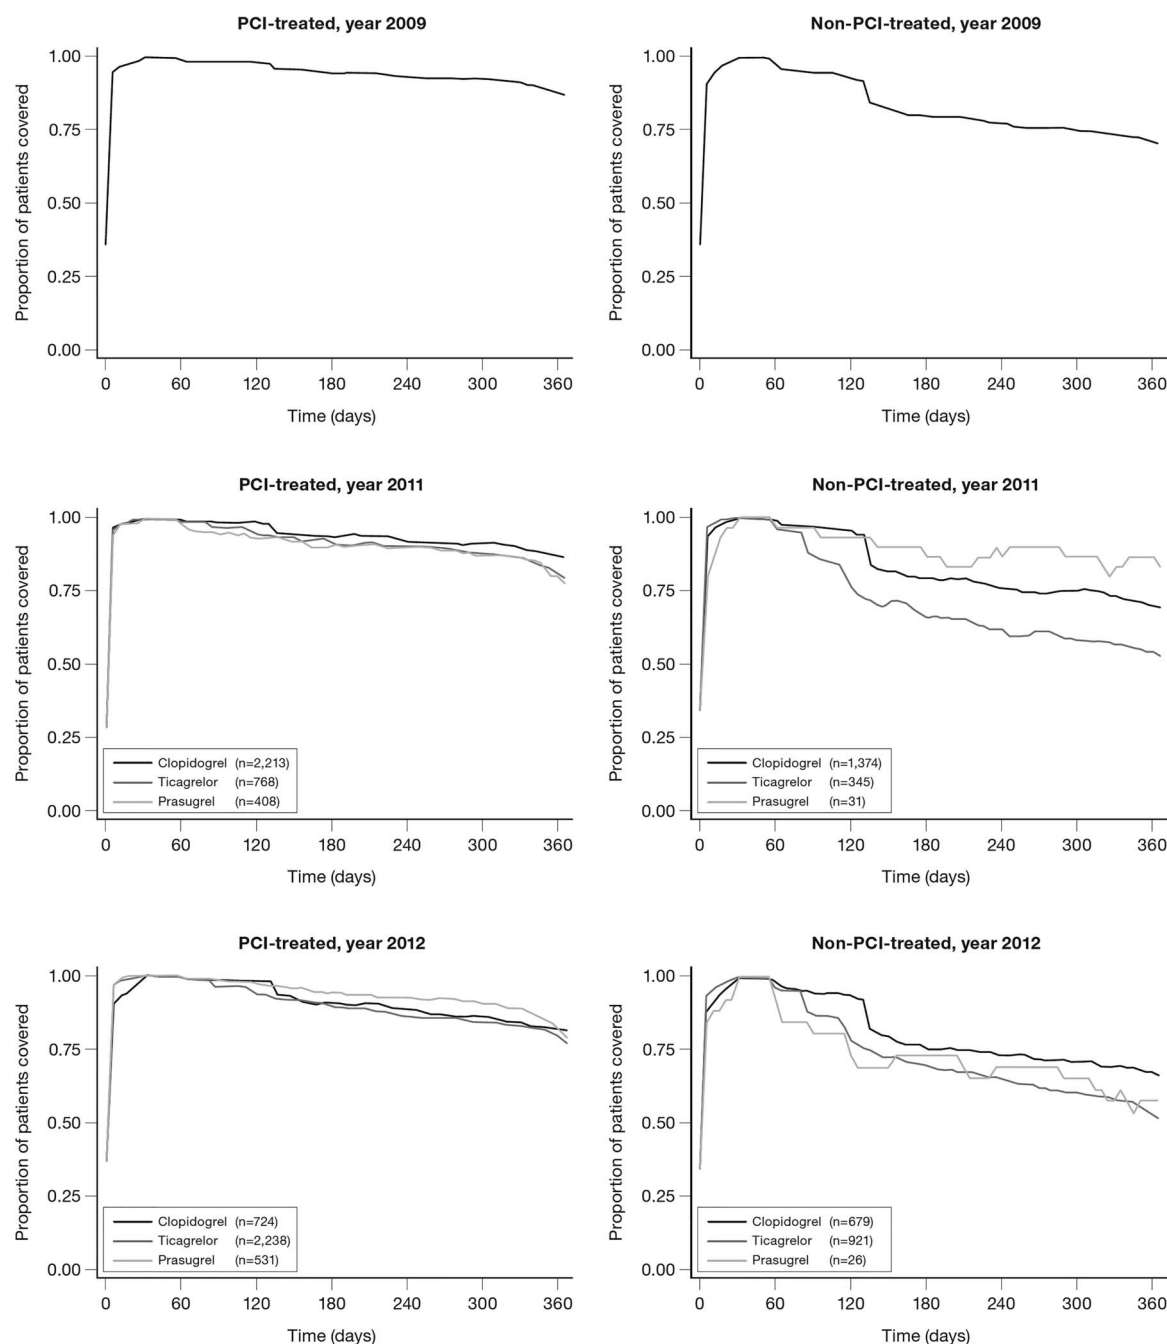 PCI-treated, year 2009
Non-PCI-treated, year 2009
Proportion of patients covered
1.00
0.75
0.50
0.25
0.00
0 60 120 180 240 300 360
Time (days)
Proportion of patients covered
1.00
0.75
0.50
0.25
0.00
0 60 120 180 240 300 360
Time (days)
PCI-treated, year 2011
Non-PCI-treated, year 2011
Proportion of patients covered
1.00
0.75
0.50
0.25
0.00
Clopidogrel (n=2,213)
Ticagrelor (n=768)
Prasugrel (n=408)
0 60 120 180 240 300 360
Time (days)
Proportion of patients covered
1.00
0.75
0.50
0.25
0.00
Clopidogrel (n=1,374)
Ticagrelor (n=345)
Prasugrel (n=31)
0 60 120 180 240 300 360
Time (days)
PCI-treated, year 2012
Non-PCI-treated, year 2012
Proportion of patients covered
1.00
0.75
0.50
0.25
0.00
Clopidogrel (n=724)
Ticagrelor (n=2,238)
Prasugrel (n=531)
0 60 120 180 240 300 360
Time (days)
Proportion of patients covered
1.00
0.75
0.50
0.25
0.00
Clopidogrel (n=679)
Ticagrelor (n=921)
Prasugrel (n=26)
0 60 120 180 240 300 360
Time (days)